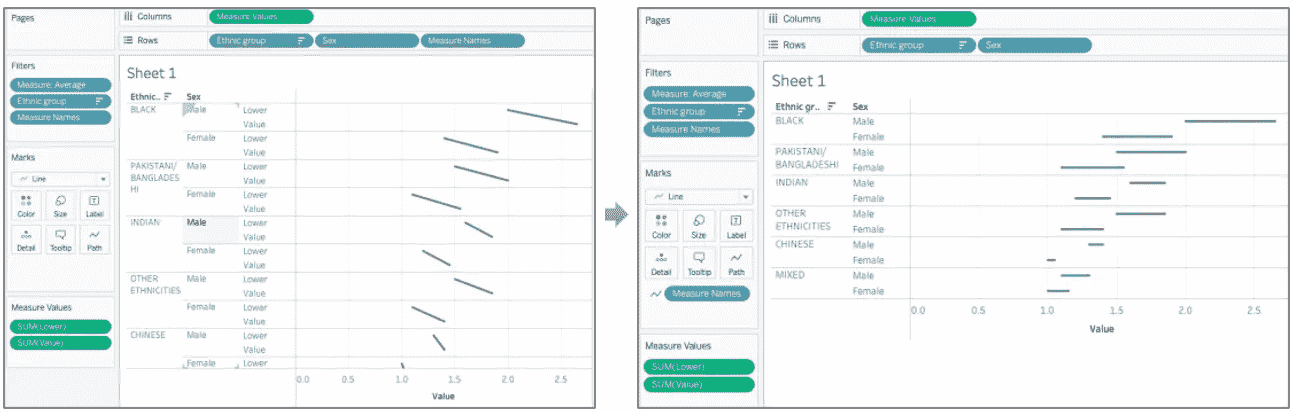 Pages
Columns
Measure Values
Rows
Ethnic group
Sex
Measure Names
Filters
Measure: Average
Ethnic group
Measure Names
Marks
Line
Color
Size
Label
Detail
Tooltip
Path
Measure Values
SUM(Lower)
SUM(Value)
Sheet 1
Ethnic.. Sex
BLACK Male Lower
Value
Female Lower
Value
PAKISTANI/ Male Lower
BANGLADES Value
HI
Female Lower
Value
INDIAN Male Lower
Value
Female Lower
Value
OTHER Male Lower
ETHNICITIES Value
Female Lower
Value
CHINESE Male Lower
Value
Female Lower
0.0 0.5 1.0 1.5 2.0 2.5
Value
Pages
Columns
Measure Values
Rows
Ethnic group
Sex
Filters
Measure: Average
Ethnic group
Measure Names
Marks
Line
Color
Size
Label
Detail
Tooltip
Path
Measure Names
Measure Values
SUM(Lower)
SUM(Value)
Sheet 1
Ethnic gr.. Sex
BLACK Male
Female
PAKISTANI/ Male
BANGLADESHI Female
INDIAN Male
Female
OTHER Male
ETHNICITIES Female
CHINESE Male
Female
MIXED Male
Female
0.0 0.5 1.0 1.5 2.0 2.5
Value